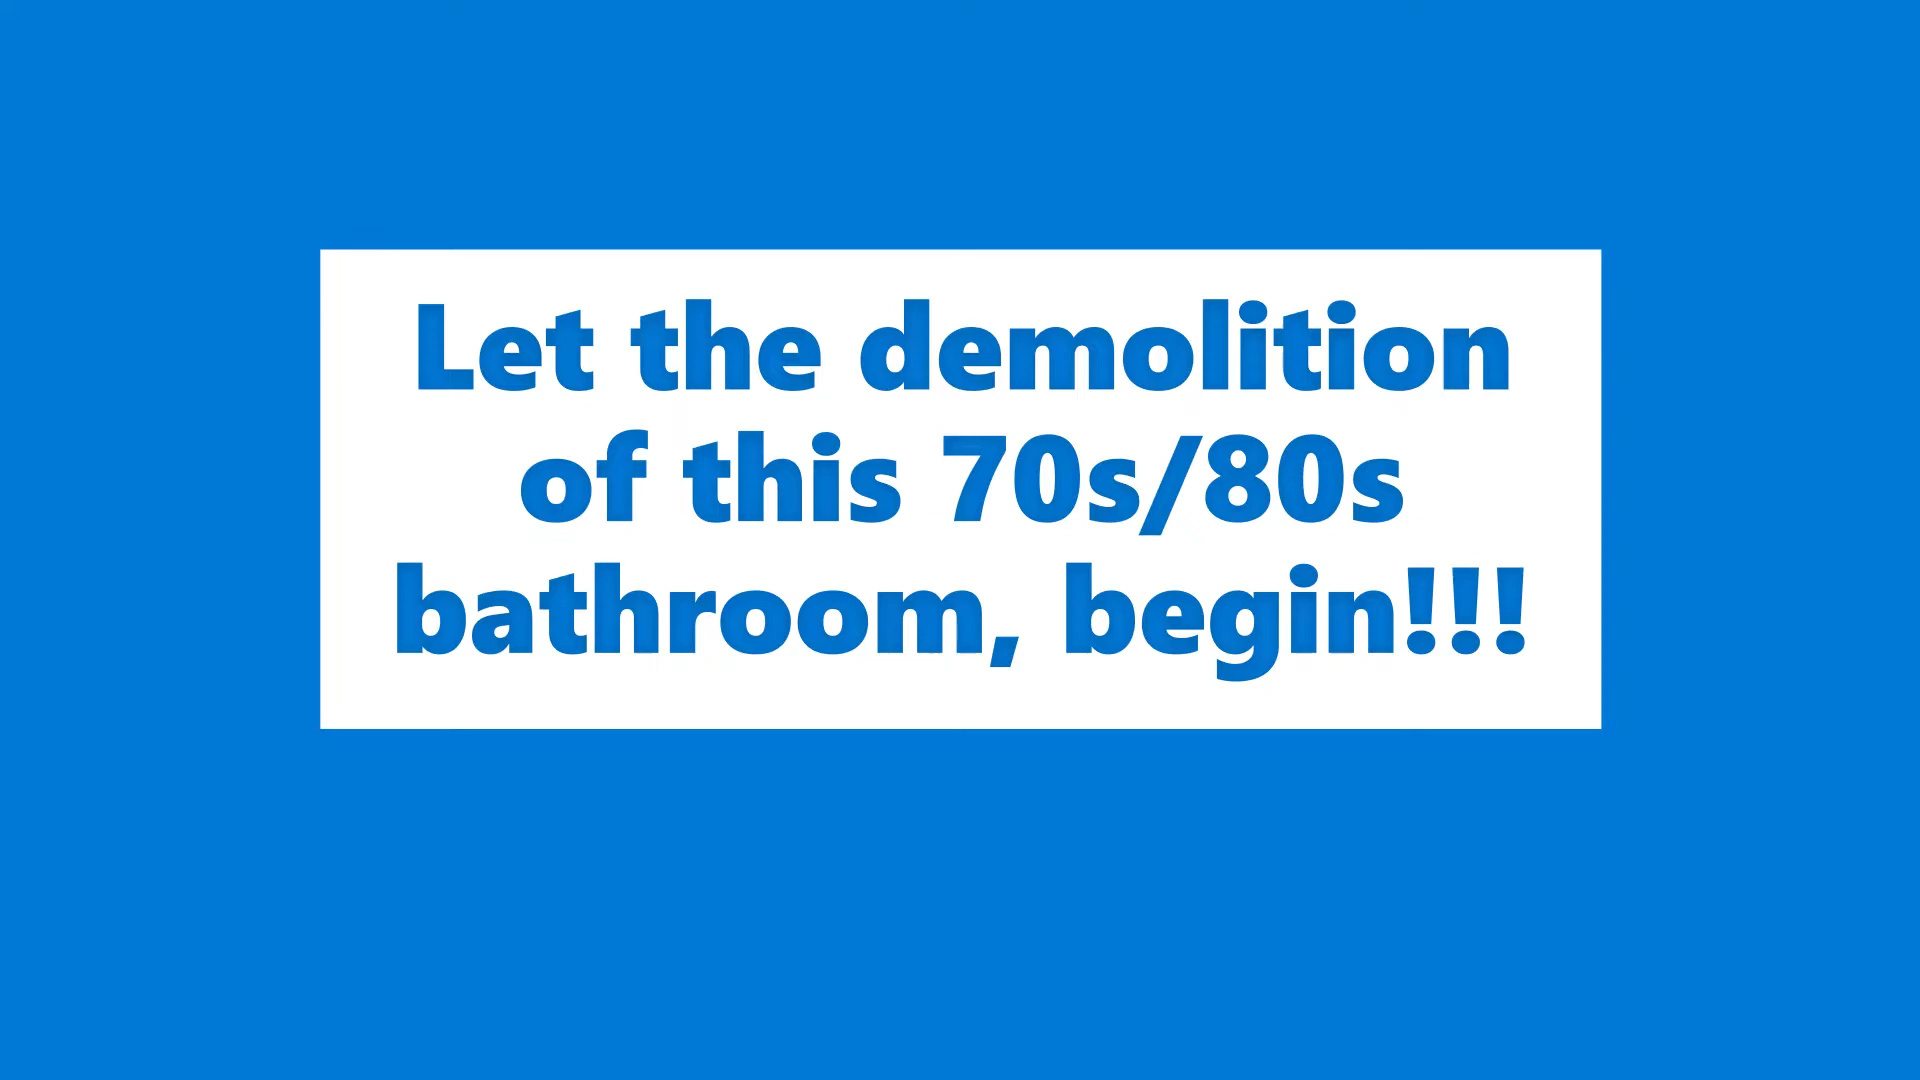 Let the demolition
of this 70s/80s
bathroom, begin!!!